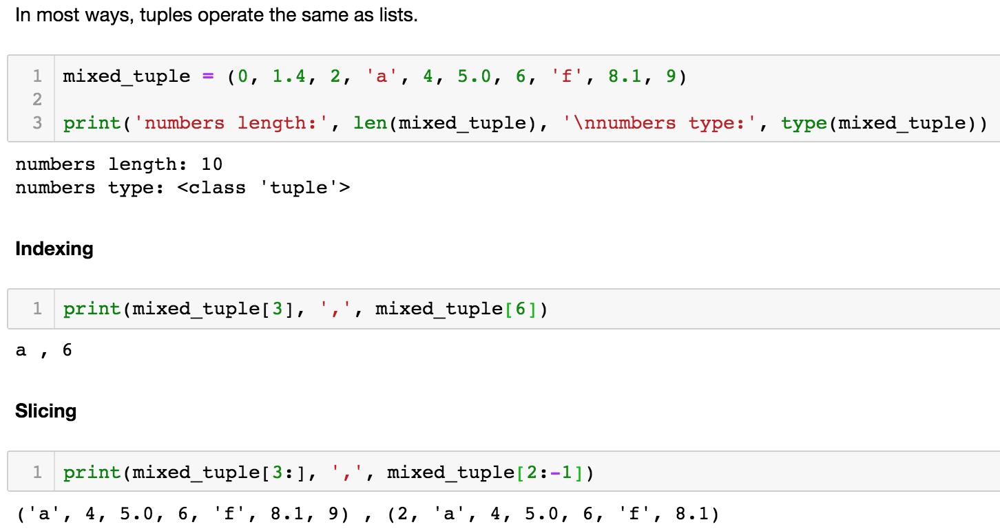 In most ways, tuples operate the same as lists.
1 mixed_tuple = (0, 1.4, 2, 'a', 4, 5.0, 6, 'f', 8.1, 9)
2
3 print('numbers length:', len(mixed_tuple), '\nnumbers type:', type(mixed_tuple))
numbers length: 10
numbers type: <class 'tuple'>
Indexing
1 print(mixed_tuple[3], ',', mixed_tuple[6])
a , 6
Slicing
1 print(mixed_tuple[3:], ',', mixed_tuple[2:-1])
('a', 4, 5.0, 6, 'f', 8.1, 9) , (2, 'a', 4, 5.0, 6, 'f', 8.1)